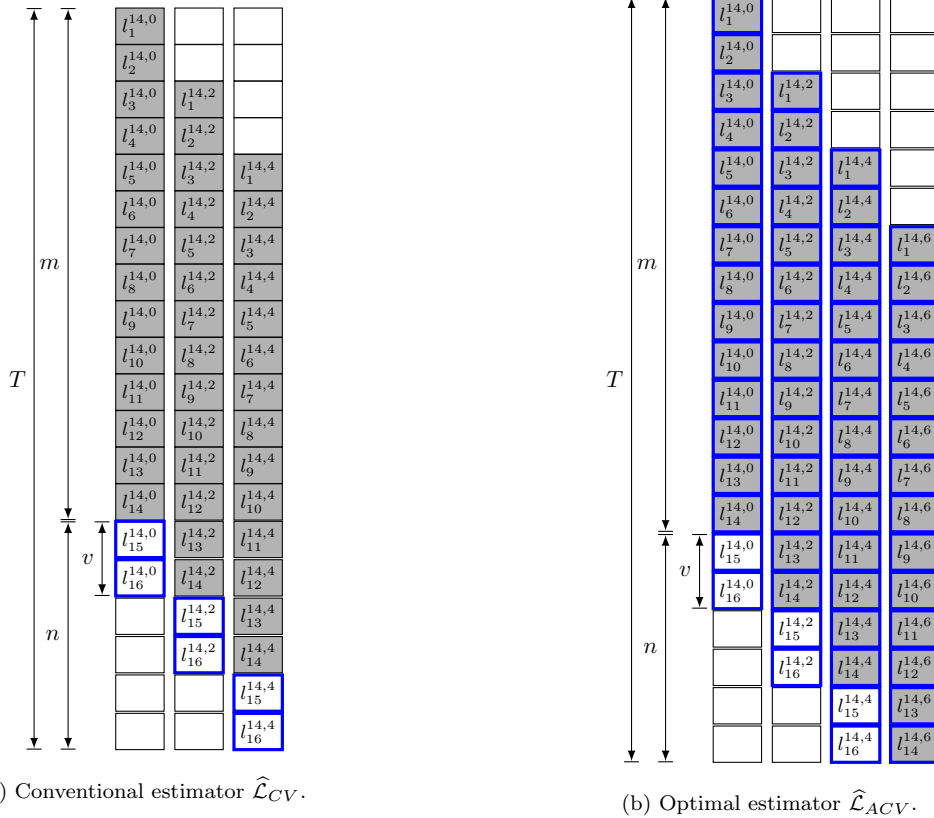 l_1^{14,0}
l_2^{14,0}
l_3^{14,0} l_1^{14,2}
l_4^{14,0} l_2^{14,2}
l_5^{14,0} l_3^{14,2} l_1^{14,4}
l_6^{14,0} l_4^{14,2} l_2^{14,4}
l_7^{14,0} l_5^{14,2} l_3^{14,4}
m
l_8^{14,0} l_6^{14,2} l_4^{14,4}
l_9^{14,0} l_7^{14,2} l_5^{14,4}
l_{10}^{14,0} l_8^{14,2} l_6^{14,4}
T
l_{11}^{14,0} l_9^{14,2} l_7^{14,4}
l_{12}^{14,0} l_{10}^{14,2} l_8^{14,4}
l_{13}^{14,0} l_{11}^{14,2} l_9^{14,4}
l_{14}^{14,0} l_{12}^{14,2} l_{10}^{14,4}
l_{15}^{14,0} l_{13}^{14,2} l_{11}^{14,4}
v
l_{16}^{14,0} l_{14}^{14,2} l_{12}^{14,4}
l_{15}^{14,2} l_{13}^{14,4}
n
l_{16}^{14,2} l_{14}^{14,4}
l_{15}^{14,4}
l_{16}^{14,4}
) Conventional estimator \widehat{\mathcal{L}}_{CV}.
l_1^{14,0}
l_2^{14,0}
l_3^{14,0} l_1^{14,2}
l_4^{14,0} l_2^{14,2}
l_5^{14,0} l_3^{14,2} l_1^{14,4}
l_6^{14,0} l_4^{14,2} l_2^{14,4}
l_7^{14,0} l_5^{14,2} l_3^{14,4} l_1^{14,6}
m
l_8^{14,0} l_6^{14,2} l_4^{14,4} l_2^{14,6}
l_9^{14,0} l_7^{14,2} l_5^{14,4} l_3^{14,6}
l_{10}^{14,0} l_8^{14,2} l_6^{14,4} l_4^{14,6}
T
l_{11}^{14,0} l_9^{14,2} l_7^{14,4} l_5^{14,6}
l_{12}^{14,0} l_{10}^{14,2} l_8^{14,4} l_6^{14,6}
l_{13}^{14,0} l_{11}^{14,2} l_9^{14,4} l_7^{14,6}
l_{14}^{14,0} l_{12}^{14,2} l_{10}^{14,4} l_8^{14,6}
l_{15}^{14,0} l_{13}^{14,2} l_{11}^{14,4} l_9^{14,6}
v
l_{16}^{14,0} l_{14}^{14,2} l_{12}^{14,4} l_{10}^{14,6}
l_{15}^{14,2} l_{13}^{14,4} l_{11}^{14,6}
n
l_{16}^{14,2} l_{14}^{14,4} l_{12}^{14,6}
l_{15}^{14,4} l_{13}^{14,6}
l_{16}^{14,4} l_{14}^{14,6}
(b) Optimal estimator \widehat{\mathcal{L}}_{ACV}.